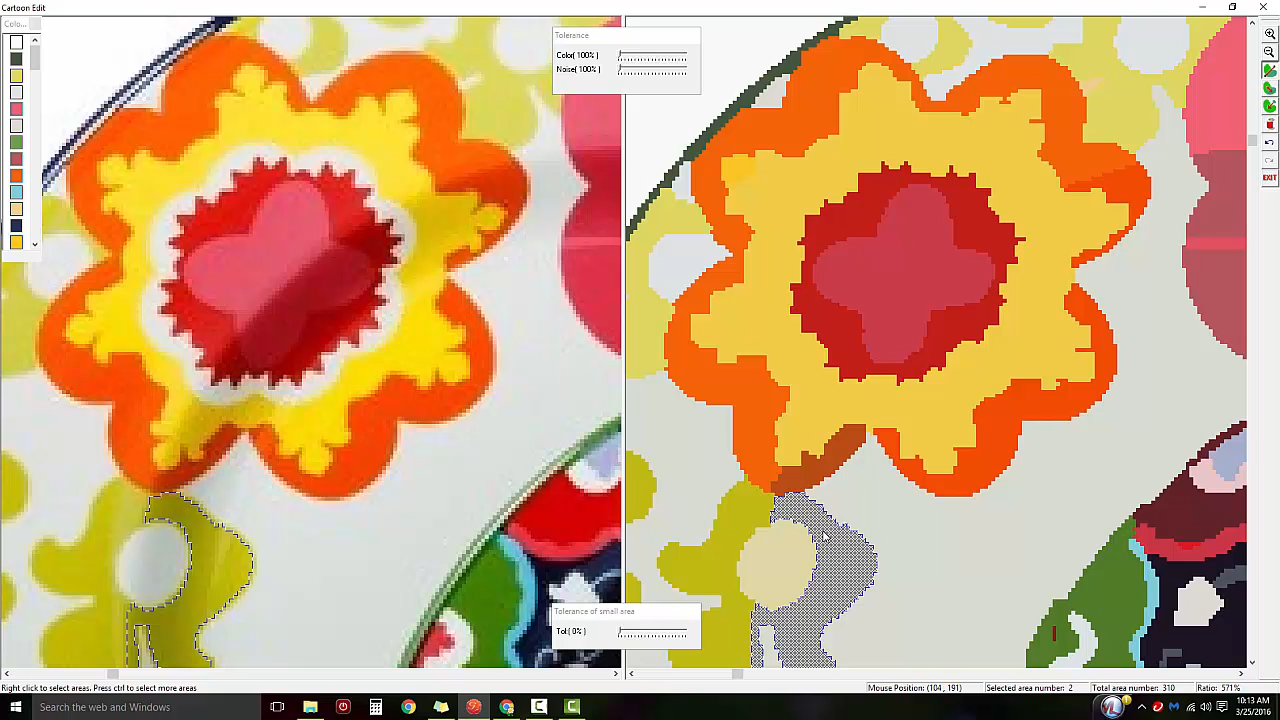 Cartoon Edit
Colo...
Tolerance
Color( 100% )
Noise( 100% )
EXIT
Tolerance of small area
Tol:( 0% )
Right click to select areas. Press ctrl to select more areas
Mouse Position: (104 , 191)
Selected area number: 2
Total area number: 310
Ratio: 571%
Search the web and Windows
10:13 AM
3/25/2016